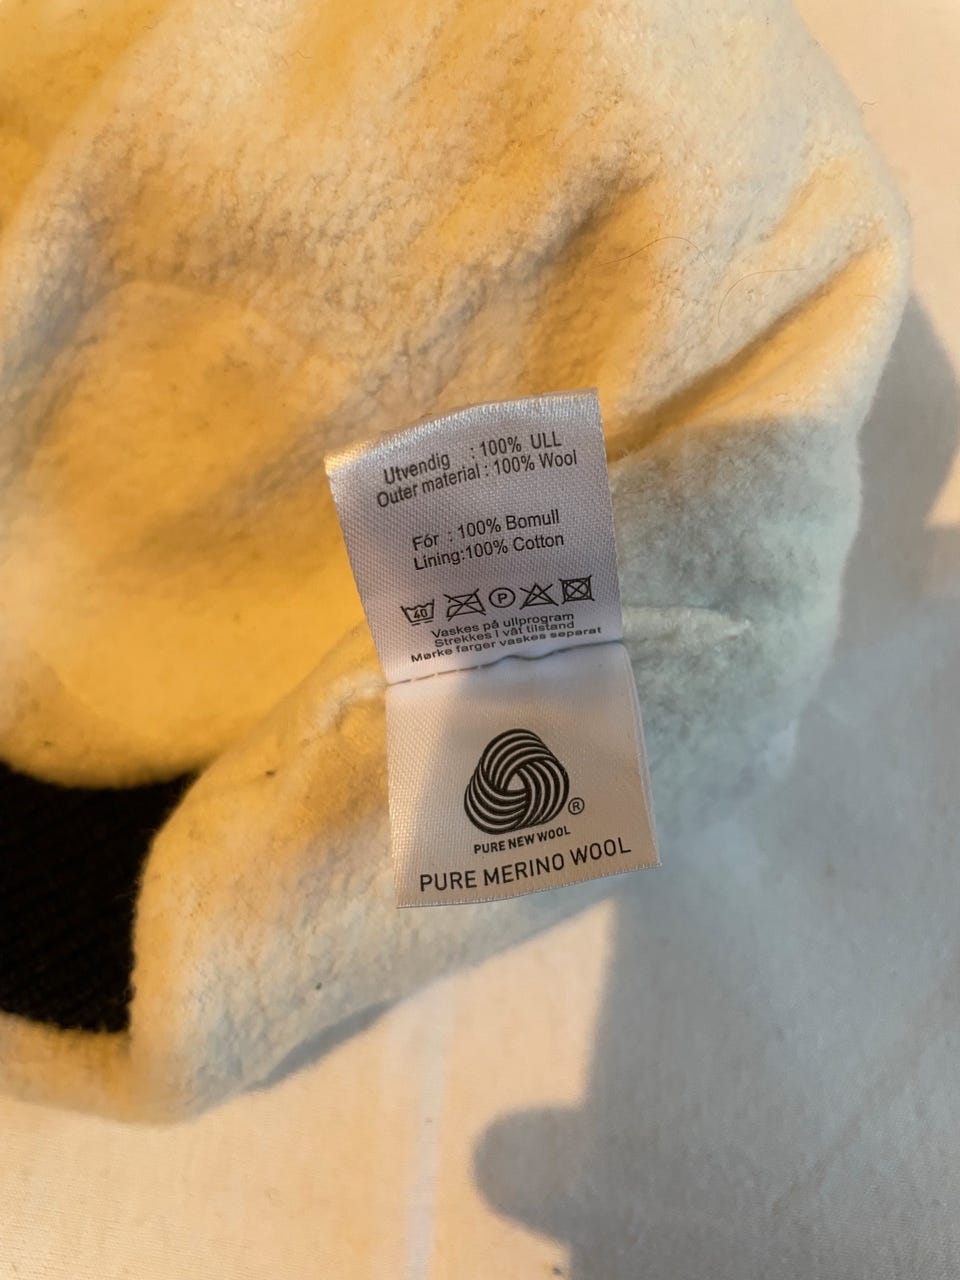 Utvendig : 100% ULL
Outer material : 100% Wool
Fór : 100% Bomull
Lining:100% Cotton
40 P
Vaskes på ullprogram
Strekkes I våt tilstand
Mørke farger vaskes separat
®
PURE NEW WOOL
PURE MERINO WOOL